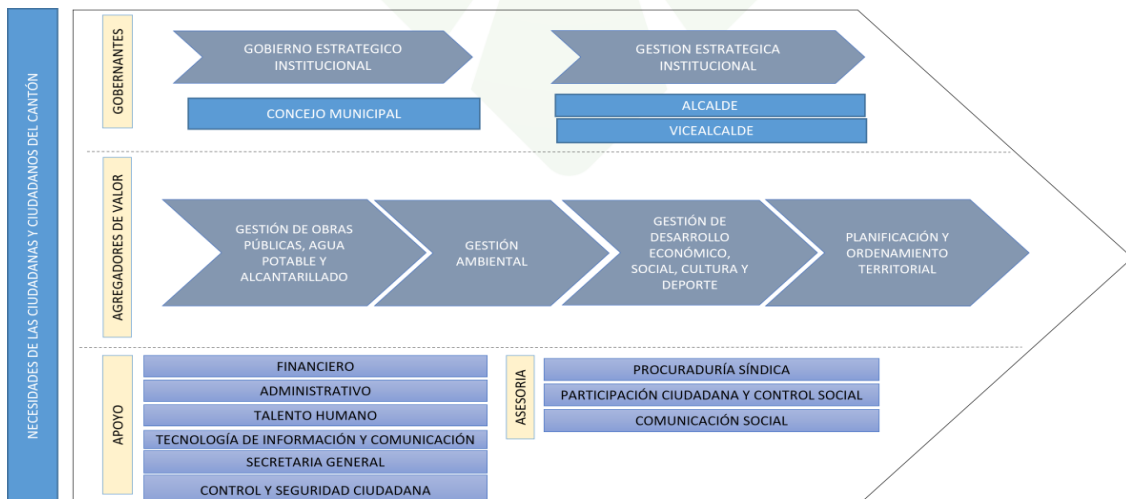 NECESIDADES DE LAS CIUDADANAS Y CIUDADANOS DEL CANTÓN
GOBERNANTES
GOBIERNO ESTRATEGICO
INSTITUCIONAL
GESTION ESTRATEGICA
INSTITUCIONAL
CONCEJO MUNICIPAL
ALCALDE
VICEALCALDE
AGREGADORES DE VALOR
GESTIÓN DE OBRAS
PÚBLICAS, AGUA
POTABLE Y
ALCANTARILLADO
GESTIÓN
AMBIENTAL
GESTIÓN DE
DESARROLLO
ECONÓMICO,
SOCIAL, CULTURA Y
DEPORTE
PLANIFICACIÓN Y
ORDENAMIENTO
TERRITORIAL
APOYO
FINANCIERO
ADMINISTRATIVO
TALENTO HUMANO
TECNOLOGÍA DE INFORMACIÓN Y COMUNICACIÓN
SECRETARIA GENERAL
CONTROL Y SEGURIDAD CIUDADANA
ASESORIA
PROCURADURÍA SÍNDICA
PARTICIPACIÓN CIUDADANA Y CONTROL SOCIAL
COMUNICACIÓN SOCIAL